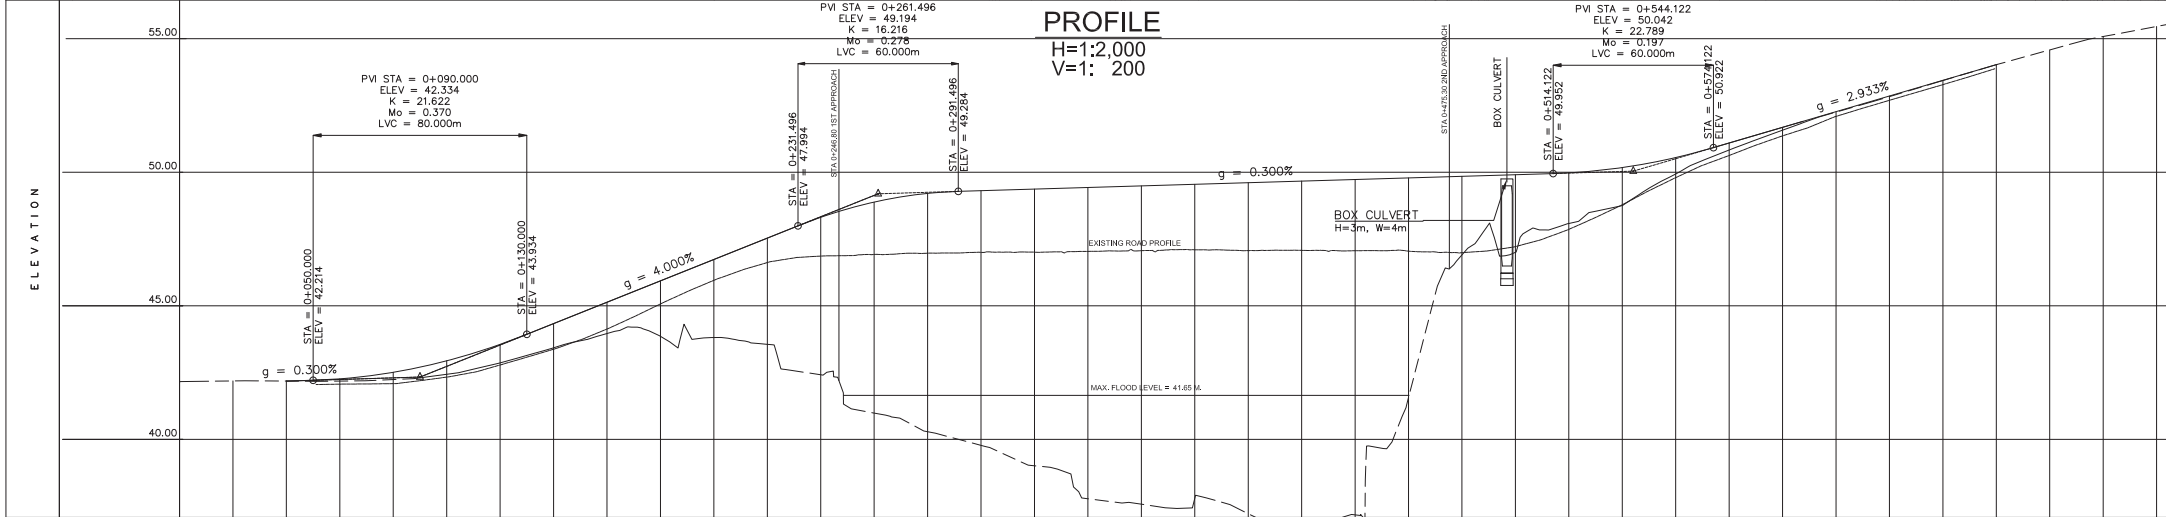 PROFILE
H=1:2,000
V=1: 200
ELEVATION
55.00
50.00
45.00
40.00
PVI STA = 0+090.000
ELEV = 42.334
K = 21.622
Mo = 0.370
LVC = 80.000m
STA = 0+050.000
ELEV = 42.214
STA = 0+130.000
ELEV = 43.934
g = 0.300%
g = 4.000%
PVI STA = 0+261.496
ELEV = 49.194
K = 16.216
Mo = 0.278
LVC = 60.000m
STA = 0+231.496
ELEV = 47.994
STA 0+246.80 1ST APPROACH
STA = 0+291.496
ELEV = 49.284
EXISTING ROAD PROFILE
MAX. FLOOD LEVEL = 41.65 M.
g = 0.300%
BOX CULVERT
H=3m, W=4m
STA 0+476.30 2ND APPROACH
BOX CULVERT
PVI STA = 0+544.122
ELEV = 50.042
K = 22.789
Mo = 0.197
LVC = 60.000m
STA = 0+514.122
ELEV = 49.952
STA = 0+574.122
ELEV = 50.922
g = 2.933%